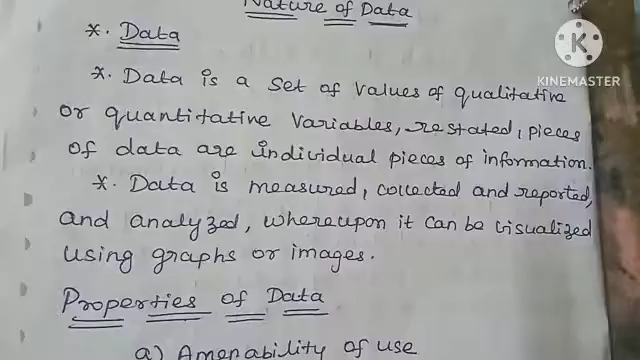 Nature of Data
*. Data
K
KINEMASTER
*. Data is a set of values of qualitative
or quantitative variables, restated, pieces
of data are individual pieces of information.
*. Data is measured, collected and reported,
and analyzed, whereupon it can be visualized
using graphs or images.
Properties of Data
a) Amenability of use